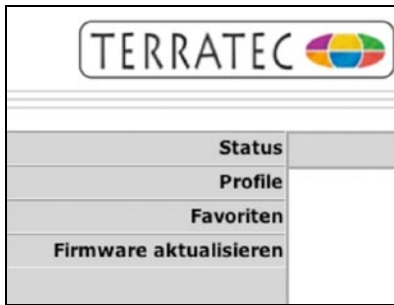 TERRATEC
Status
Profile
Favoriten
Firmware aktualisieren